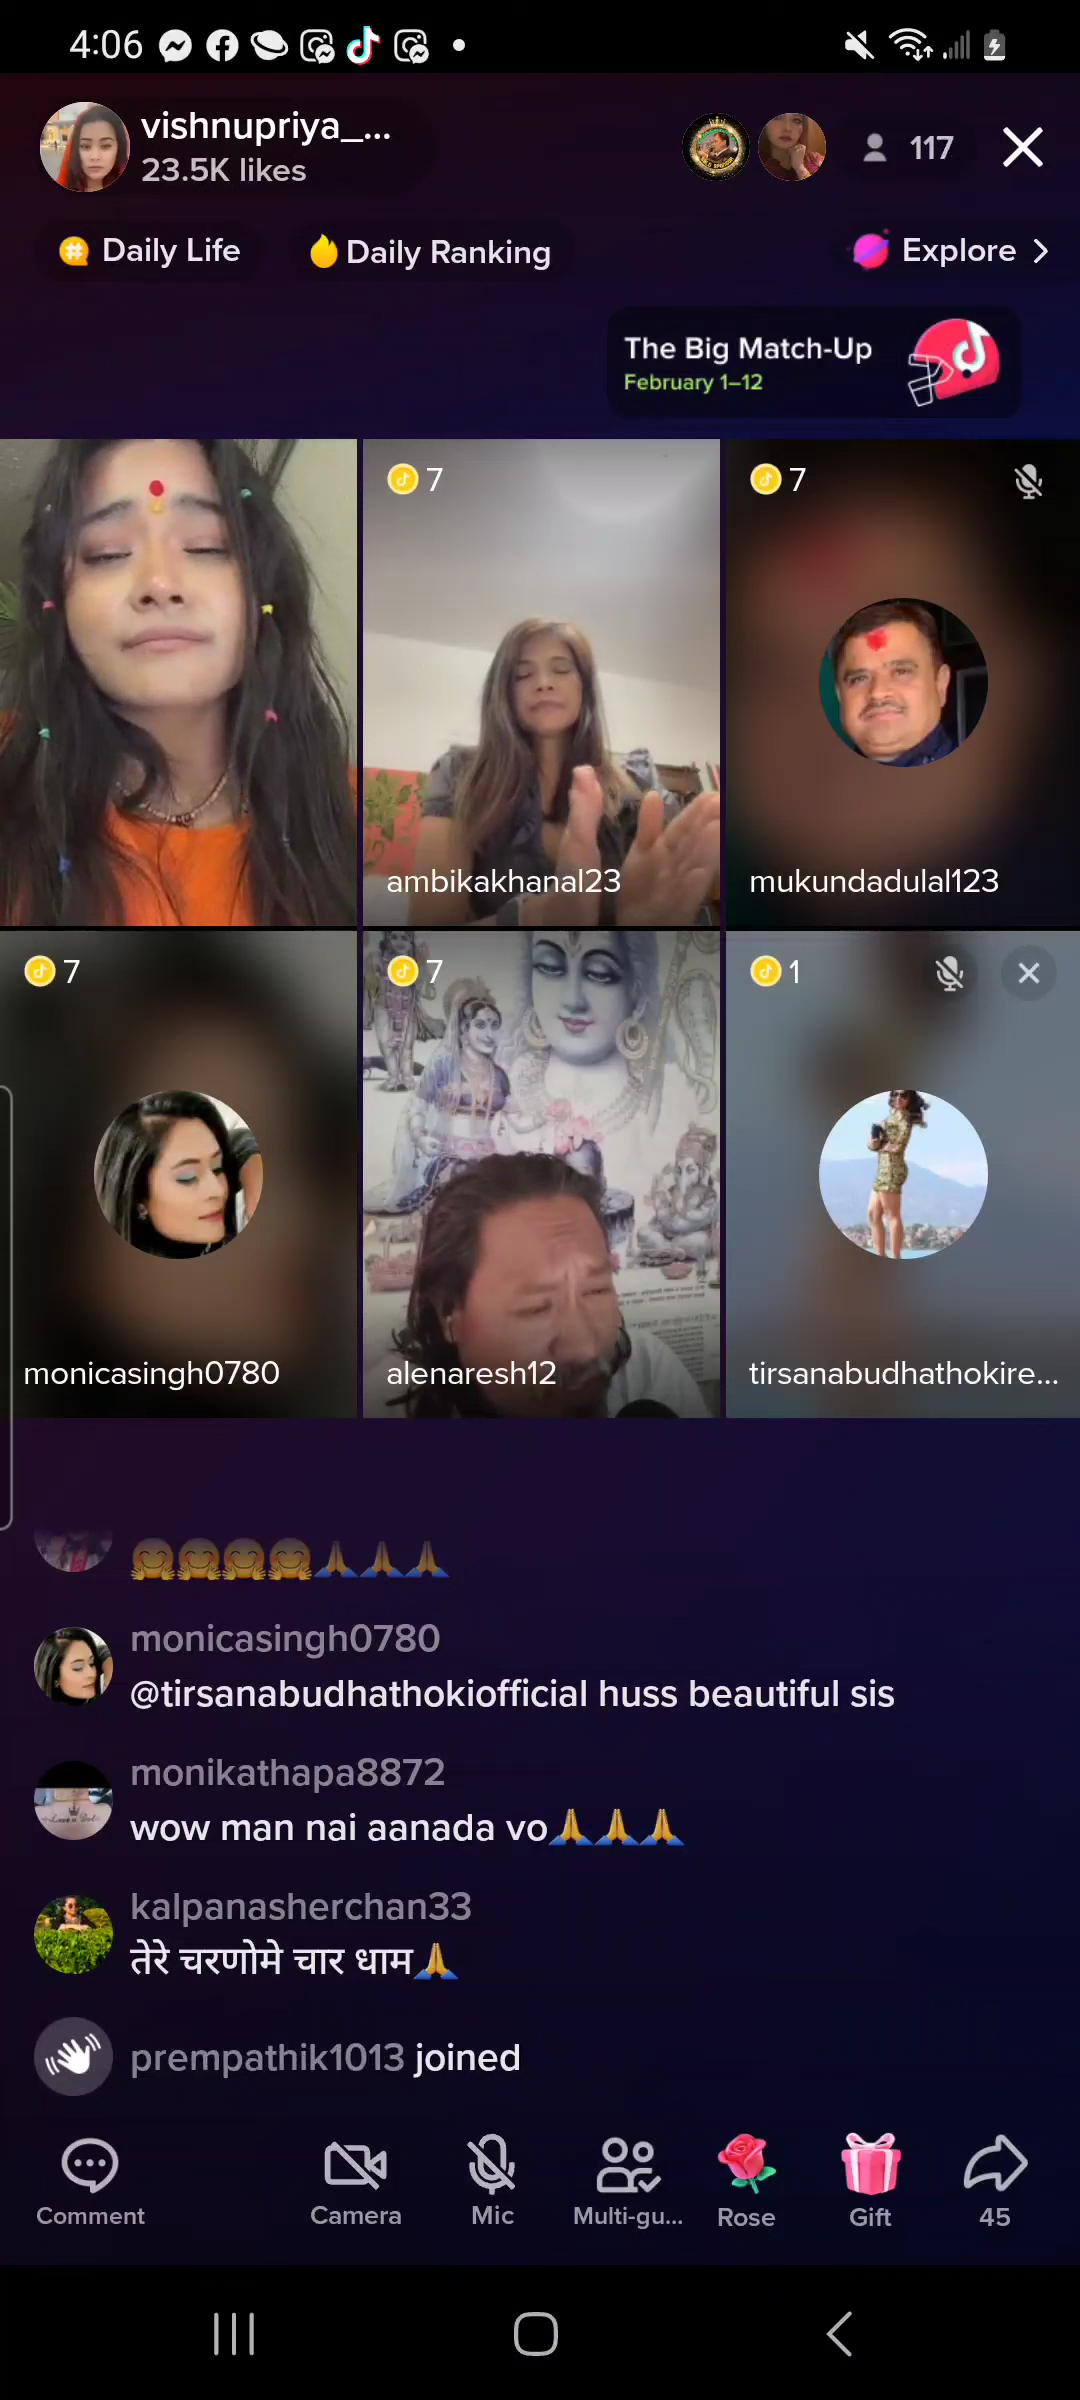 4:06
vishnupriya_...
23.5K likes
117
Daily Life
Daily Ranking
Explore
The Big Match-Up
February 1–12
7
7
ambikakhanal23
mukundadulal123
7
7
1
monicasingh0780
alenaresh12
tirsanabudhathokire...
🤗🤗🤗🤗🙏🙏🙏
monicasingh0780
@tirsanabudhathokiofficial huss beautiful sis
monikathapa8872
wow man nai aanada vo🙏🙏🙏
kalpanasherchan33
तेरे चरणोमे चार धाम🙏
prempathik1013 joined
Comment
Camera
Mic
Multi-gu...
Rose
Gift
45